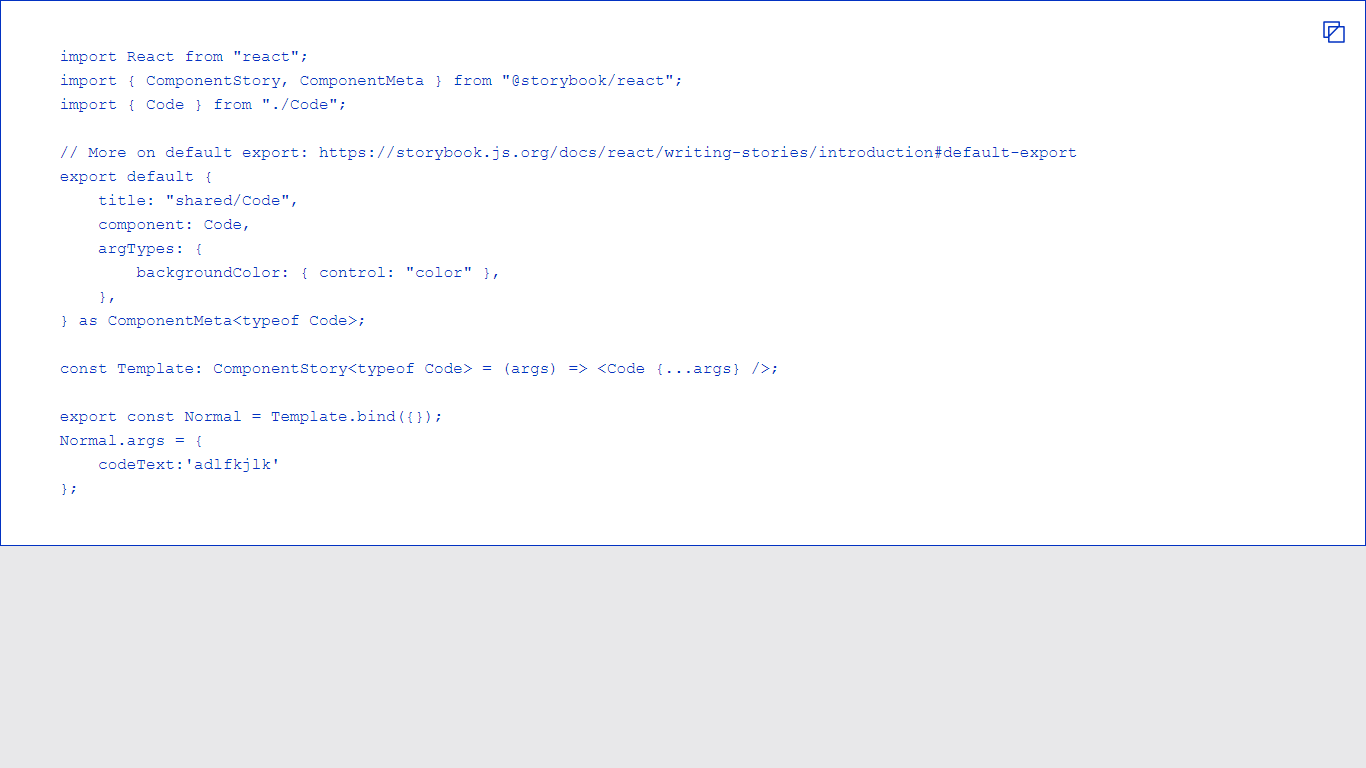 import React from "react";
import { ComponentStory, ComponentMeta } from "@storybook/react";
import { Code } from "./Code";

// More on default export: https://storybook.js.org/docs/react/writing-stories/introduction#default-export
export default {
    title: "shared/Code",
    component: Code,
    argTypes: {
        backgroundColor: { control: "color" },
    },
} as ComponentMeta<typeof Code>;

const Template: ComponentStory<typeof Code> = (args) => <Code {...args} />;

export const Normal = Template.bind({});
Normal.args = {
    codeText:'adlfkjlk'
};